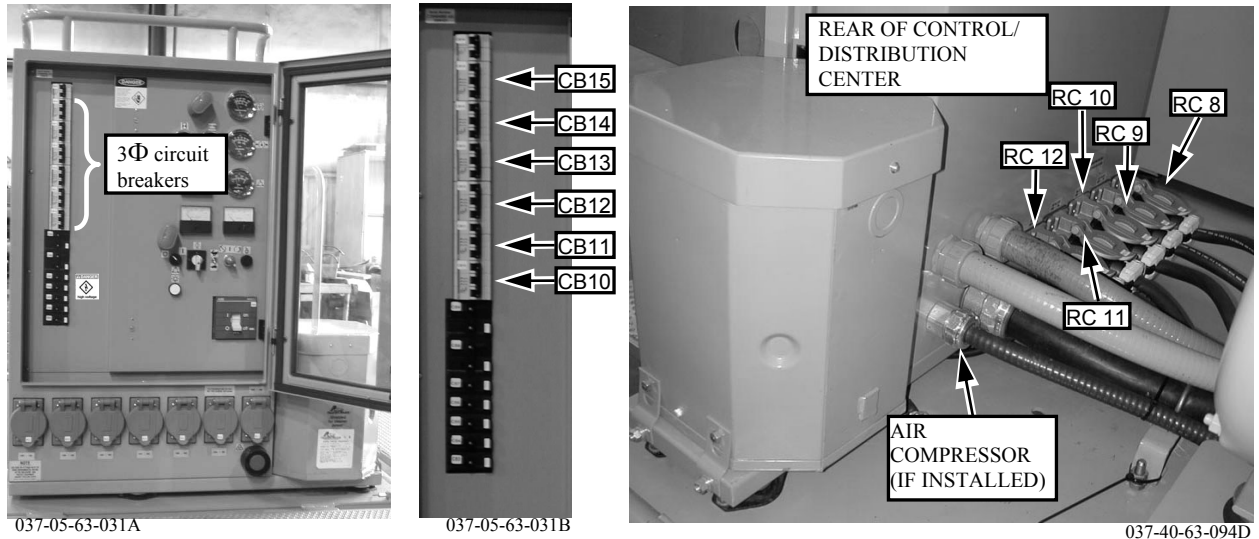 3Φ circuit
breakers
037-05-63-031A
CB15
CB14
CB13
CB12
CB11
CB10
037-05-63-031B
REAR OF CONTROL/
DISTRIBUTION
CENTER
RC 10
RC 8
RC 9
RC 12
RC 11
AIR
COMPRESSOR
(IF INSTALLED)
037-40-63-094D